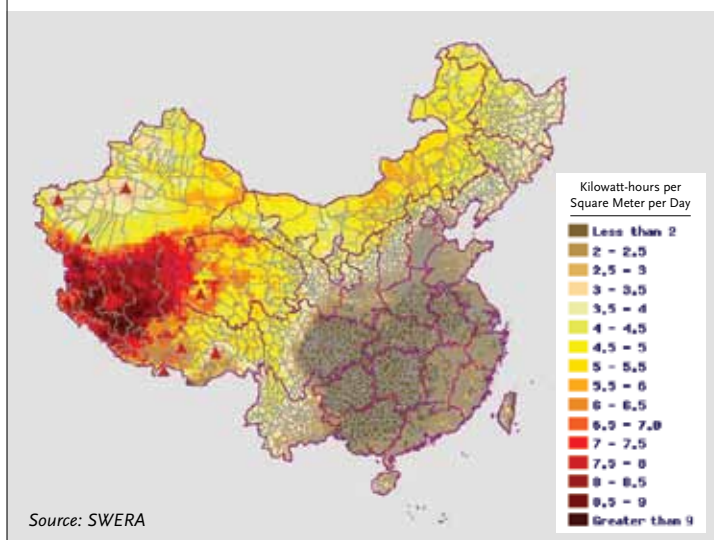 Kilowatt-hours per
Square Meter per Day
Less than 2
2 - 2.5
2.5 - 3
3 - 3.5
3.5 - 4
4 - 4.5
4.5 - 5
5 - 5.5
5.5 - 6
6 - 6.5
6.5 - 7.0
7 - 7.5
7.5 - 8
8 - 8.5
8.5 - 9
Greater than 9
Source: SWERA